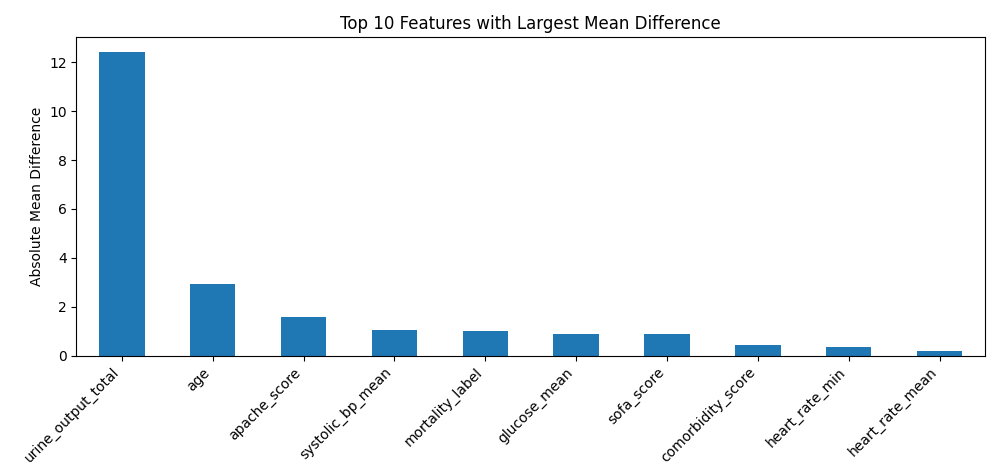 Top 10 Features with Largest Mean Difference
Absolute Mean Difference
12
10
8
6
4
2
0
urine_output_total
age
apache_score
systolic_bp_mean
mortality_label
glucose_mean
sofa_score
comorbidity_score
heart_rate_min
heart_rate_mean